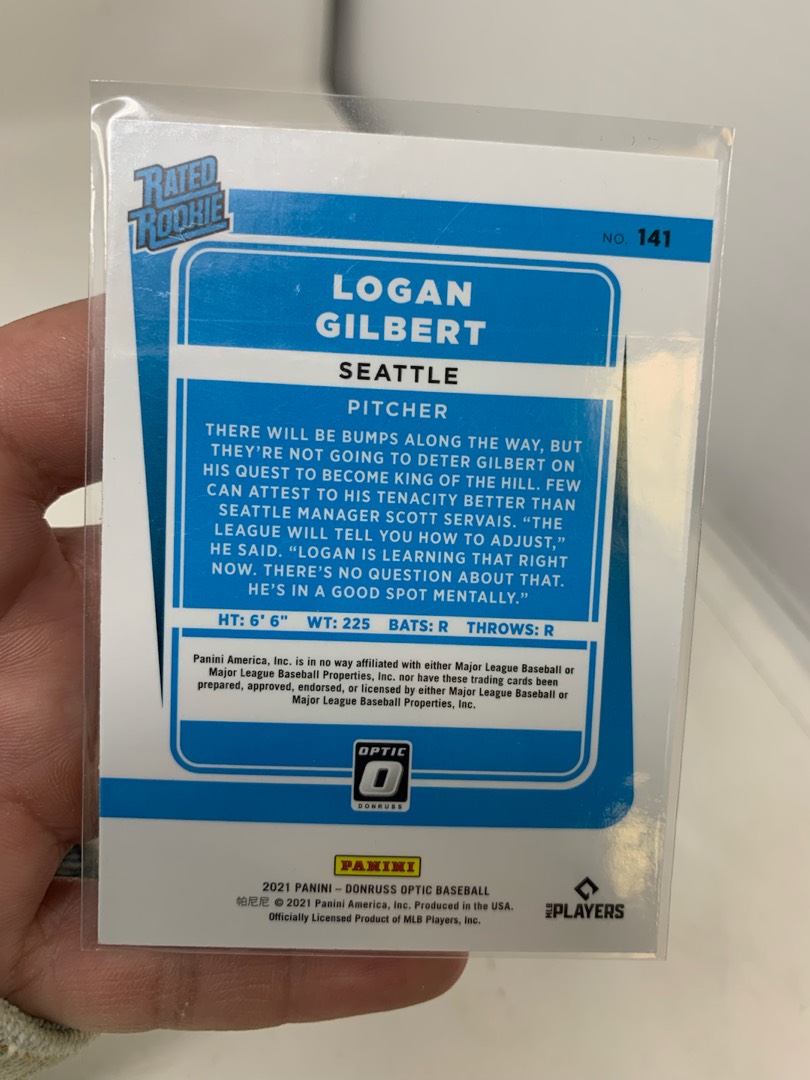 RATED
ROOKIE
NO. 141
LOGAN
GILBERT
SEATTLE
PITCHER
THERE WILL BE BUMPS ALONG THE WAY, BUT
THEY'RE NOT GOING TO DETER GILBERT ON
HIS QUEST TO BECOME KING OF THE HILL. FEW
CAN ATTEST TO HIS TENACITY BETTER THAN
SEATTLE MANAGER SCOTT SERVAIS. “THE
LEAGUE WILL TELL YOU HOW TO ADJUST,”
HE SAID. “LOGAN IS LEARNING THAT RIGHT
NOW. THERE'S NO QUESTION ABOUT THAT.
HE'S IN A GOOD SPOT MENTALLY.”
HT: 6' 6" WT: 225 BATS: R THROWS: R
Panini America, Inc. is in no way affiliated with either Major League Baseball or
Major League Baseball Properties, Inc. nor have these trading cards been
prepared, approved, endorsed, or licensed by either Major League Baseball or
Major League Baseball Properties, Inc.
OPTIC
O
DONRUSS
PANINI
2021 PANINI – DONRUSS OPTIC BASEBALL
帕尼尼 © 2021 Panini America, Inc. Produced in the USA.
Officially Licensed Product of MLB Players, Inc.
MLB PLAYERS